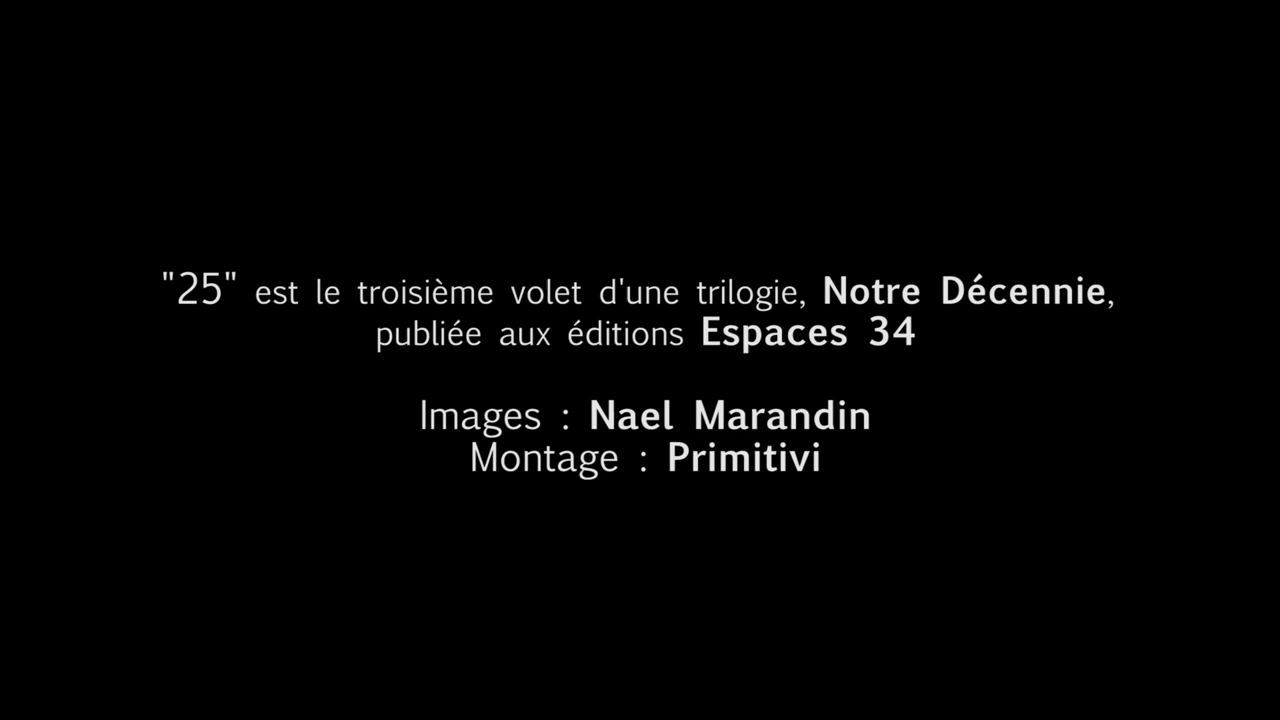 "25" est le troisième volet d'une trilogie, Notre Décennie,
publiée aux éditions Espaces 34
Images : Nael Marandin
Montage : Primitivi